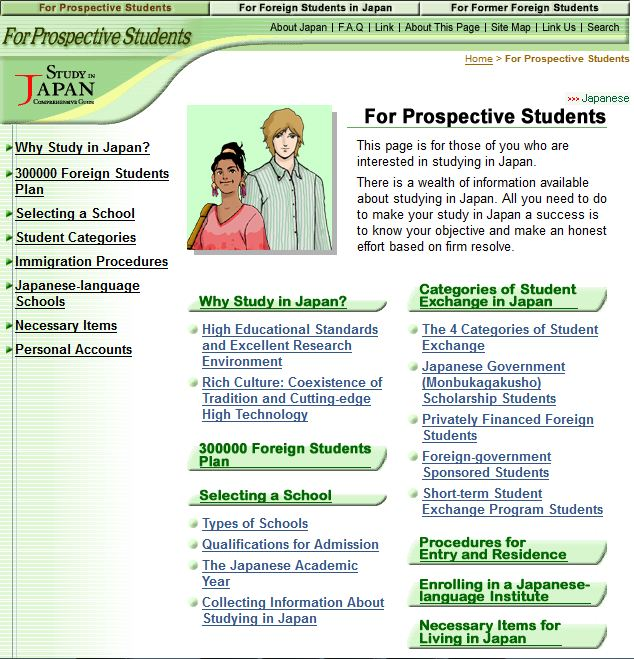 For Prospective Students
For Foreign Students in Japan
For Former Foreign Students
About Japan | F.A.Q | Link | About This Page | Site Map | Link Us | Search
For Prospective Students
Home > For Prospective Students
STUDY IN
JAPAN
COMPREHENSIVE GUIDE
>>> Japanese
Why Study in Japan?
300000 Foreign Students
Plan
Selecting a School
Student Categories
Immigration Procedures
Japanese-language
Schools
Necessary Items
Personal Accounts
For Prospective Students
This page is for those of you who are
interested in studying in Japan.
There is a wealth of information available
about studying in Japan. All you need to do
to make your study in Japan a success is
to know your objective and make an honest
effort based on firm resolve.
Why Study in Japan?
High Educational Standards
and Excellent Research
Environment
Rich Culture: Coexistence of
Tradition and Cutting-edge
High Technology
300000 Foreign Students
Plan
Selecting a School
Types of Schools
Qualifications for Admission
The Japanese Academic
Year
Collecting Information About
Studying in Japan
Categories of Student
Exchange in Japan
The 4 Categories of Student
Exchange
Japanese Government
(Monbukagakusho)
Scholarship Students
Privately Financed Foreign
Students
Foreign-government
Sponsored Students
Short-term Student
Exchange Program Students
Procedures for
Entry and Residence
Enrolling in a Japanese-
language Institute
Necessary Items for
Living in Japan